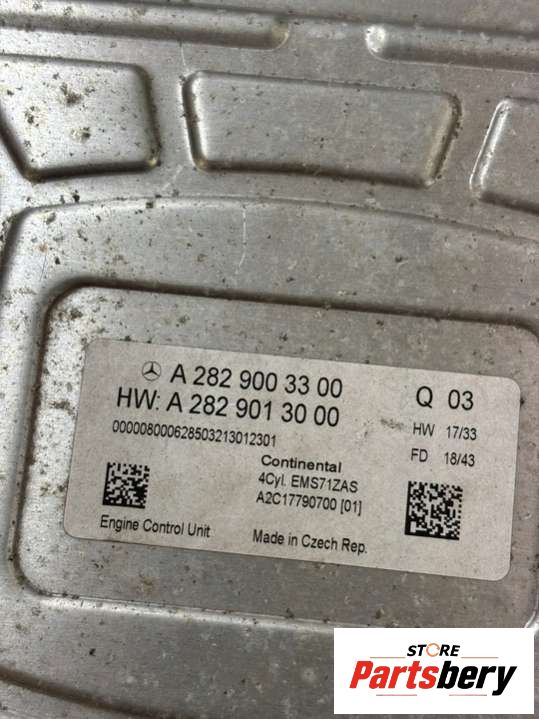 A 282 900 33 00
HW: A 282 901 30 00
Q 03
HW 17/33
FD 18/43
000008000628503213012301
Continental
4Cyl. EMS71ZAS
A2C17790700 [01]
Engine Control Unit
Made in Czech Rep.
STORE
Partsbery